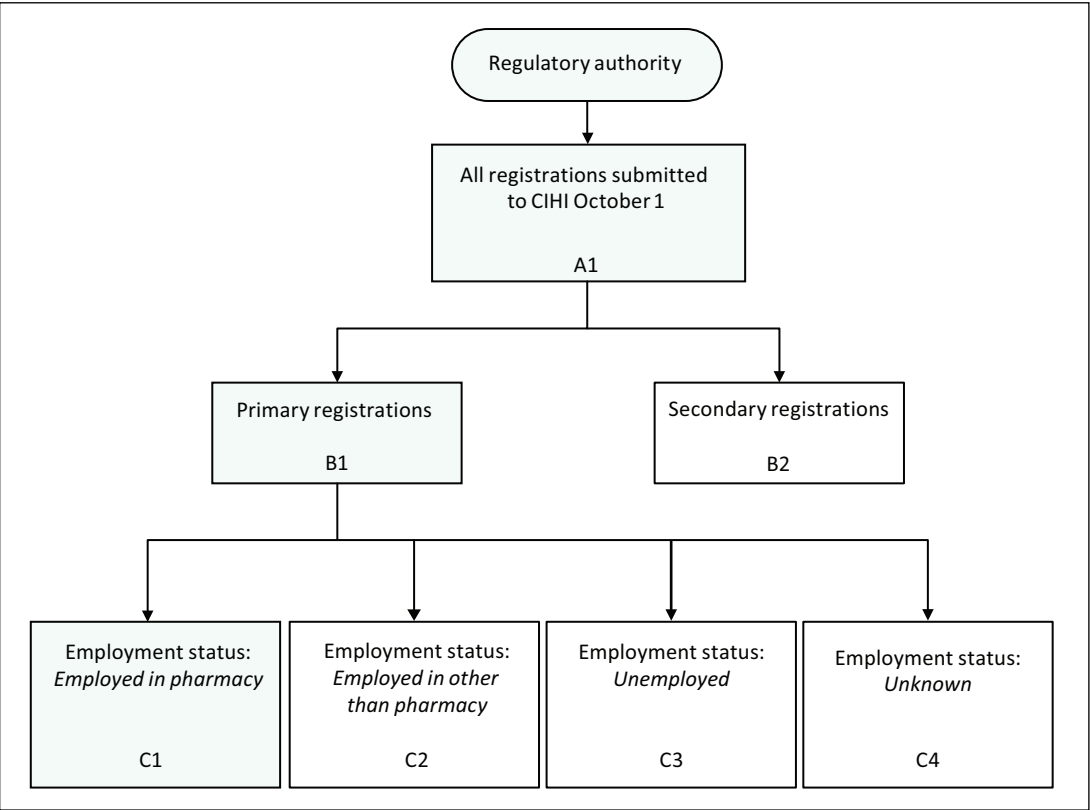 Regulatory authority
All registrations submitted
to CIHI October 1
A1
Primary registrations
B1
Secondary registrations
B2
Employment status:
Employed in pharmacy
C1
Employment status:
Employed in other
than pharmacy
C2
Employment status:
Unemployed
C3
Employment status:
Unknown
C4